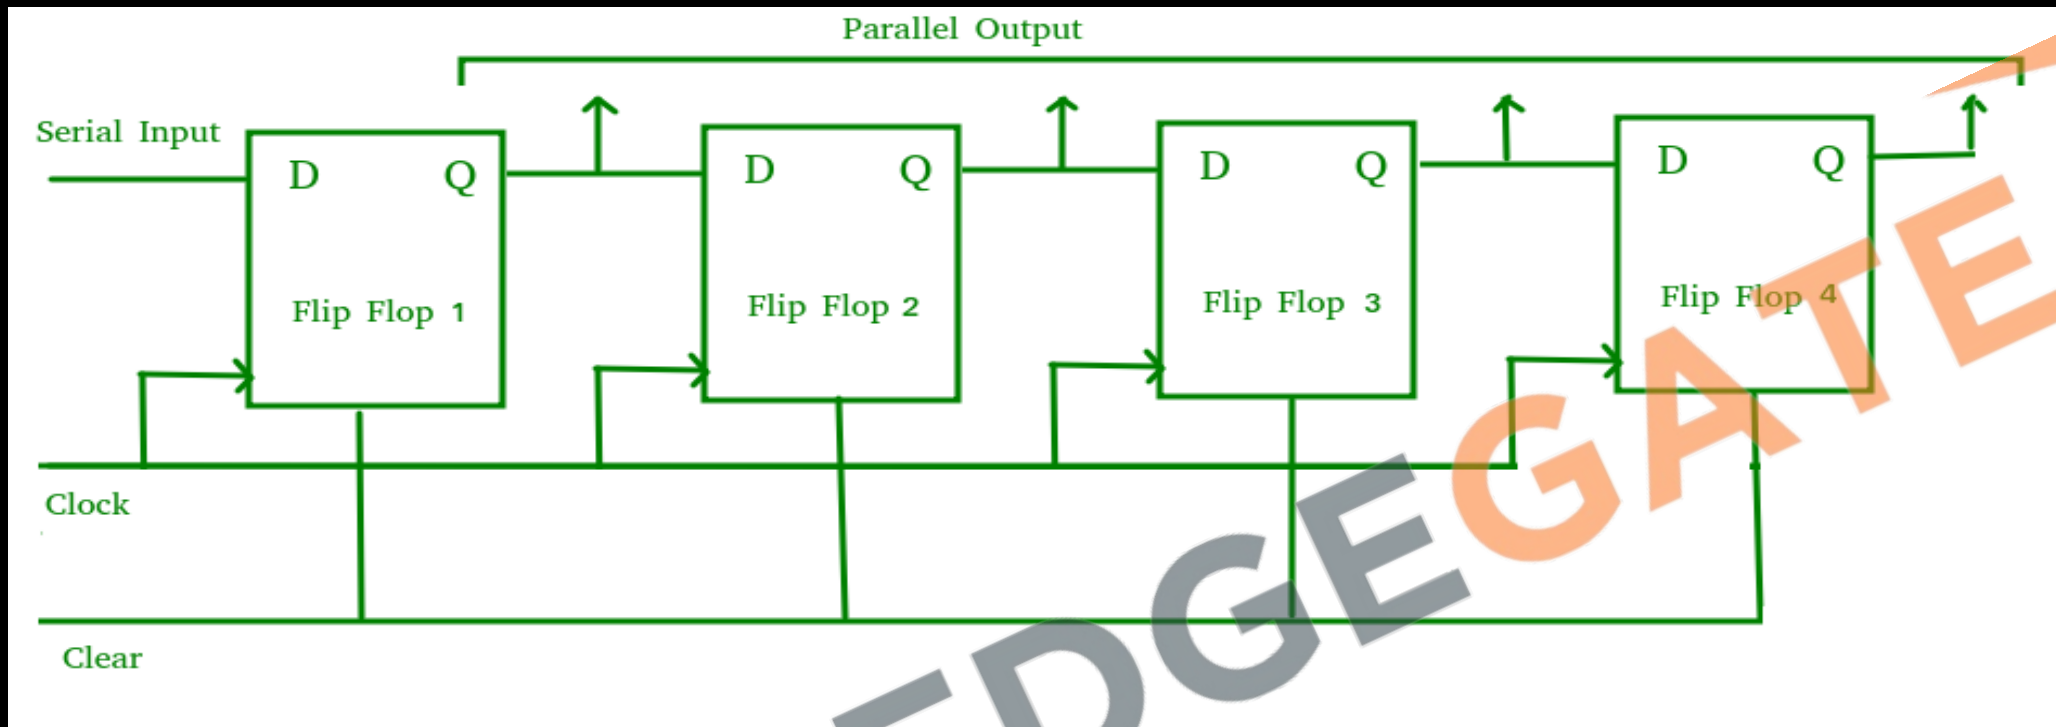 Parallel Output
Serial Input
D Q D Q D Q D Q
Flip Flop 1 Flip Flop 2 Flip Flop 3 Flip Flop 4
Clock
Clear
EDGEGATE